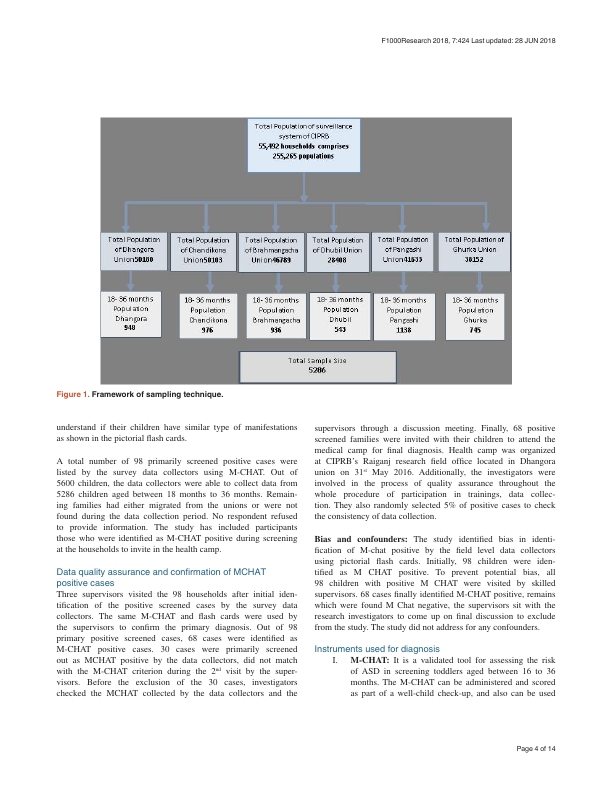 F1000Research 2018, 7:424 Last updated: 28 JUN 2018
Total Population of surveillance
system of CIPRB
55,492 households comprises
255,265 populations
Total Population
of Dhangora
Union50180
Total Population
of Chandikona
Union50103
Total Population
of Brahmangacha
Union46789
Total Population
of Dhubil Union
28408
Total Population
of Pangashi
Union41633
Total Population of
Ghurka Union
38152
18- 36 months
Population
Dhangora
948
18- 36 months
Population
Chandikona
976
18- 36 months
Population
Brahmangacha
936
18- 36 months
Population
Dhubil
543
18- 36 months
Population
Pangashi
1138
18- 36 months
Population
Ghurka
745
Total Sample Size
5286
Figure 1. Framework of sampling technique.
understand if their children have similar type of manifestations
as shown in the pictorial flash cards.
A total number of 98 primarily screened positive cases were
listed by the survey data collectors using M-CHAT. Out of
5600 children, the data collectors were able to collect data from
5286 children aged between 18 months to 36 months. Remain-
ing families had either migrated from the unions or were not
found during the data collection period. No respondent refused
to provide information. The study has included participants
those who were identified as M-CHAT positive during screening
at the households to invite in the health camp.
Data quality assurance and confirmation of MCHAT
positive cases
Three supervisors visited the 98 households after initial iden-
tification of the positive screened cases by the survey data
collectors. The same M-CHAT and flash cards were used by
the supervisors to confirm the primary diagnosis. Out of 98
primary positive screened cases, 68 cases were identified as
M-CHAT positive cases. 30 cases were primarily screened
out as MCHAT positive by the data collectors, did not match
with the M-CHAT criterion during the 2nd visit by the super-
visors. Before the exclusion of the 30 cases, investigators
checked the MCHAT collected by the data collectors and the
supervisors through a discussion meeting. Finally, 68 positive
screened families were invited with their children to attend the
medical camp for final diagnosis. Health camp was organized
at CIPRB's Raiganj research field office located in Dhangora
union on 31st May 2016. Additionally, the investigators were
involved in the process of quality assurance throughout the
whole procedure of participation in trainings, data collec-
tion. They also randomly selected 5% of positive cases to check
the consistency of data collection.
Bias and confounders: The study identified bias in identi-
fication of M-chat positive by the field level data collectors
using pictorial flash cards. Initially, 98 children were iden-
tified as M CHAT positive. To prevent potential bias, all
98 children with positive M CHAT were visited by skilled
supervisors. 68 cases finally identified M-CHAT positive, remains
which were found M Chat negative, the supervisors sit with the
research investigators to come up on final discussion to exclude
from the study. The study did not address for any confounders.
Instruments used for diagnosis
I. M-CHAT: It is a validated tool for assessing the risk
of ASD in screening toddlers aged between 16 to 36
months. The M-CHAT can be administered and scored
as part of a well-child check-up, and also can be used
Page 4 of 14